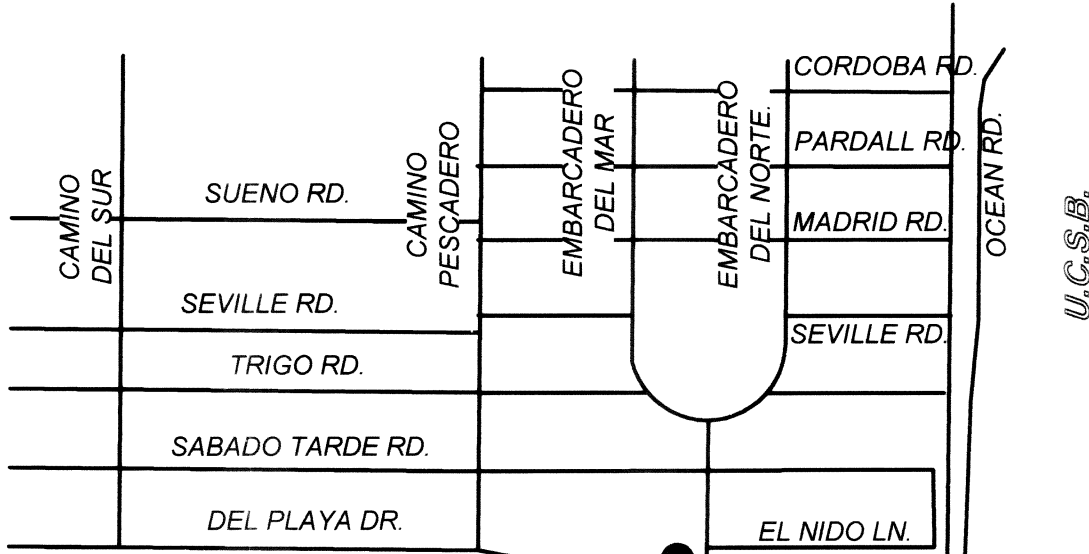 CORDOBA RD.
PARDALL RD.
MADRID RD.
SEVILLE RD.
OCEAN RD.
U.C.S.B.
EMBARCADERO
DEL NORTE.
EMBARCADERO
DEL MAR
CAMINO
PESCADERO
CAMINO
DEL SUR
SUENO RD.
SEVILLE RD.
TRIGO RD.
SABADO TARDE RD.
DEL PLAYA DR.
EL NIDO LN.